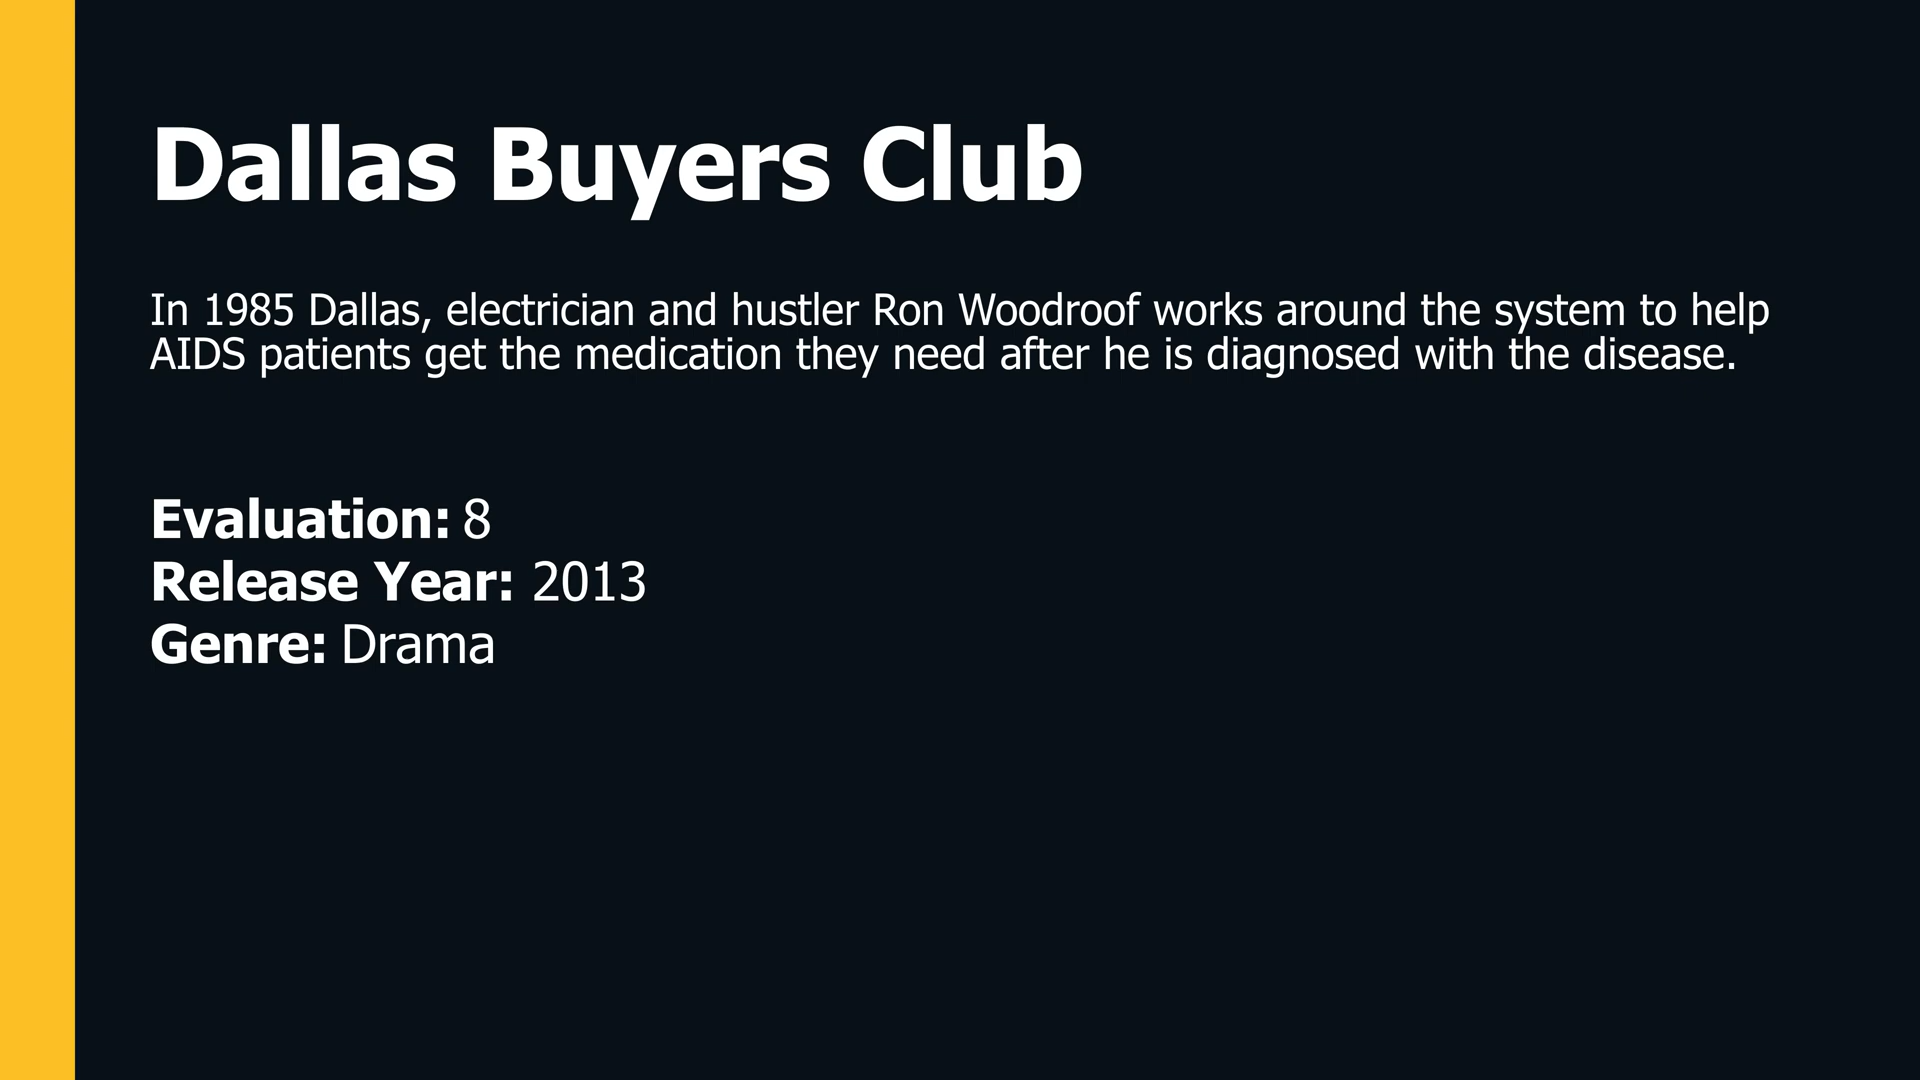 Dallas Buyers Club
In 1985 Dallas, electrician and hustler Ron Woodroof works around the system to help
AIDS patients get the medication they need after he is diagnosed with the disease.
Evaluation: 8
Release Year: 2013
Genre: Drama